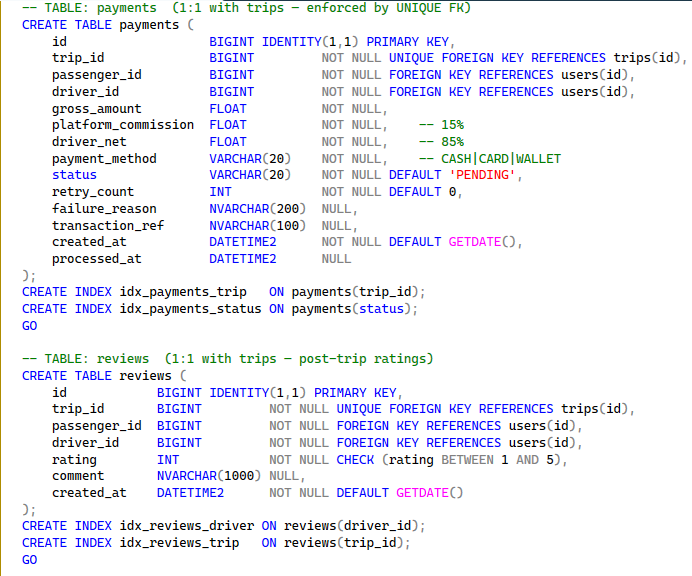 -- TABLE: payments  (1:1 with trips — enforced by UNIQUE FK)
CREATE TABLE payments (
    id                   BIGINT IDENTITY(1,1) PRIMARY KEY,
    trip_id              BIGINT         NOT NULL UNIQUE FOREIGN KEY REFERENCES trips(id),
    passenger_id         BIGINT         NOT NULL FOREIGN KEY REFERENCES users(id),
    driver_id            BIGINT         NOT NULL FOREIGN KEY REFERENCES users(id),
    gross_amount         FLOAT          NOT NULL,
    platform_commission  FLOAT          NOT NULL,    -- 15%
    driver_net           FLOAT          NOT NULL,    -- 85%
    payment_method       VARCHAR(20)    NOT NULL,    -- CASH|CARD|WALLET
    status               VARCHAR(20)    NOT NULL DEFAULT 'PENDING',
    retry_count          INT            NOT NULL DEFAULT 0,
    failure_reason       NVARCHAR(200)  NULL,
    transaction_ref      NVARCHAR(100)  NULL,
    created_at           DATETIME2      NOT NULL DEFAULT GETDATE(),
    processed_at         DATETIME2      NULL
);
CREATE INDEX idx_payments_trip   ON payments(trip_id);
CREATE INDEX idx_payments_status ON payments(status);
GO

-- TABLE: reviews  (1:1 with trips — post-trip ratings)
CREATE TABLE reviews (
    id            BIGINT IDENTITY(1,1) PRIMARY KEY,
    trip_id       BIGINT         NOT NULL UNIQUE FOREIGN KEY REFERENCES trips(id),
    passenger_id  BIGINT         NOT NULL FOREIGN KEY REFERENCES users(id),
    driver_id     BIGINT         NOT NULL FOREIGN KEY REFERENCES users(id),
    rating        INT            NOT NULL CHECK (rating BETWEEN 1 AND 5),
    comment       NVARCHAR(1000) NULL,
    created_at    DATETIME2      NOT NULL DEFAULT GETDATE()
);
CREATE INDEX idx_reviews_driver ON reviews(driver_id);
CREATE INDEX idx_reviews_trip   ON reviews(trip_id);
GO